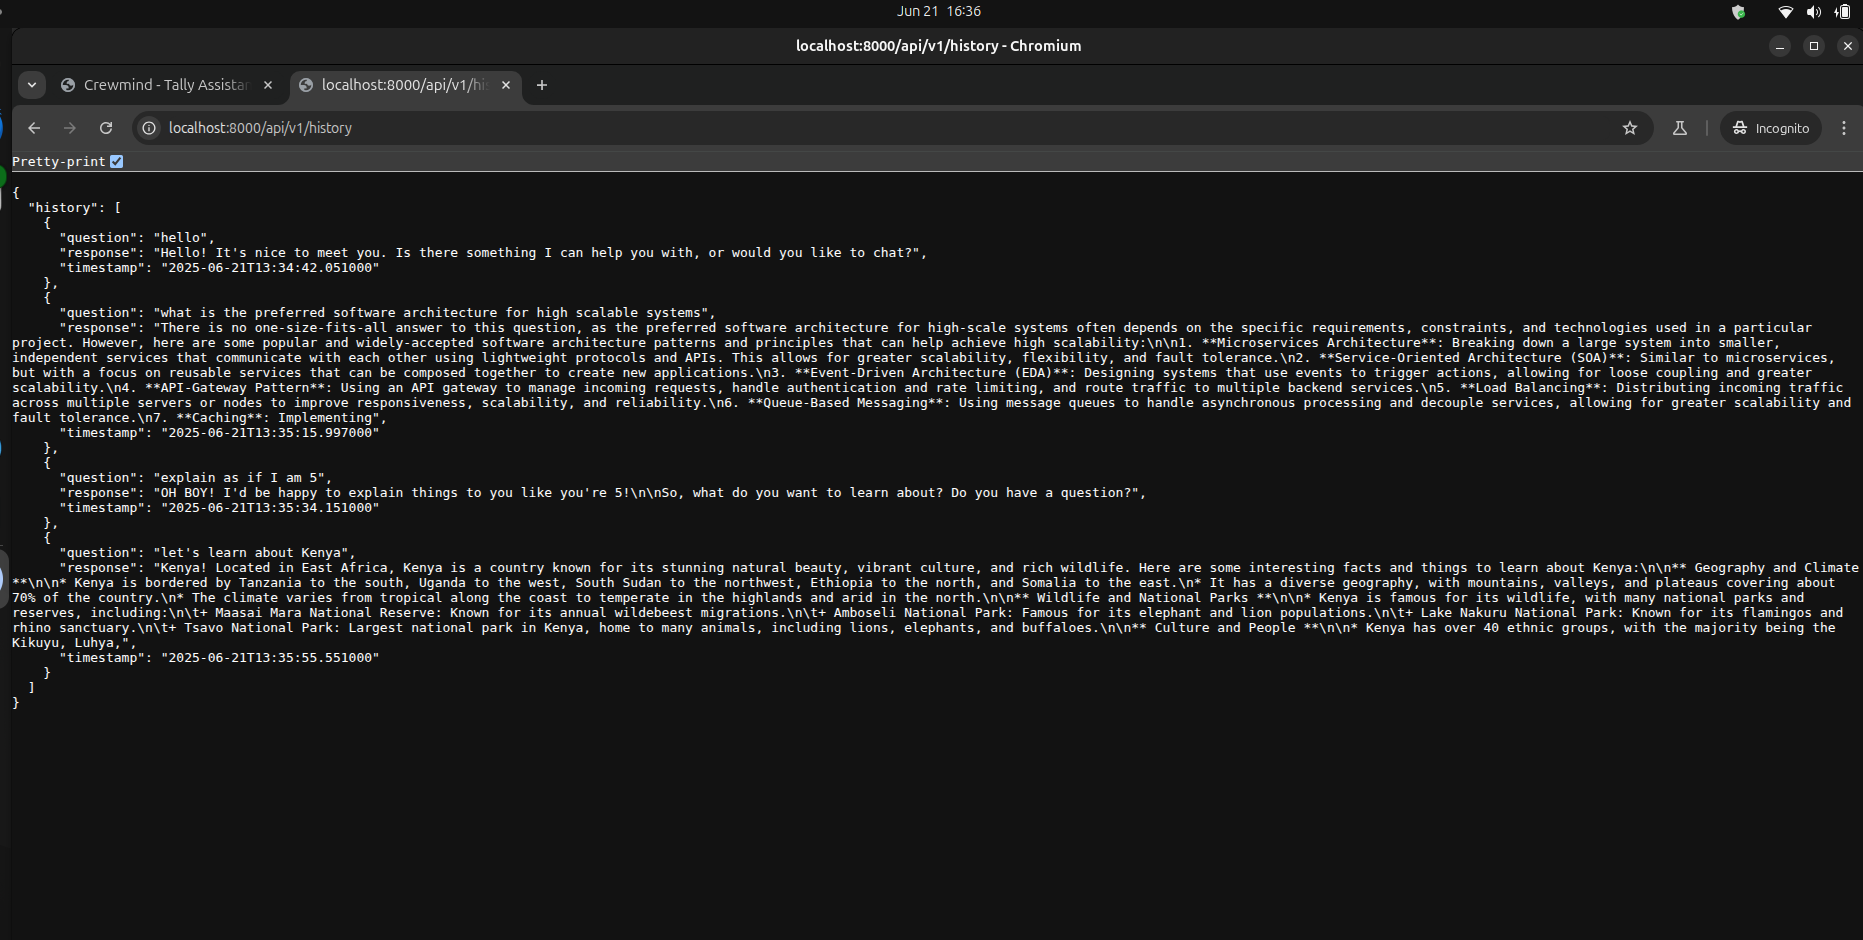 Jun 21 16:36
localhost:8000/api/v1/history - Chromium
Crewmind - Tally Assistan
localhost:8000/api/v1/his
localhost:8000/api/v1/history
Incognito
Pretty-print
{
  "history": [
    {
      "question": "hello",
      "response": "Hello! It's nice to meet you. Is there something I can help you with, or would you like to chat?",
      "timestamp": "2025-06-21T13:34:42.051000"
    },
    {
      "question": "what is the preferred software architecture for high scalable systems",
      "response": "There is no one-size-fits-all answer to this question, as the preferred software architecture for high-scale systems often depends on the specific requirements, constraints, and technologies used in a particular
project. However, here are some popular and widely-accepted software architecture patterns and principles that can help achieve high scalability:\n\n1. **Microservices Architecture**: Breaking down a large system into smaller,
independent services that communicate with each other using lightweight protocols and APIs. This allows for greater scalability, flexibility, and fault tolerance.\n2. **Service-Oriented Architecture (SOA)**: Similar to microservices,
but with a focus on reusable services that can be composed together to create new applications.\n3. **Event-Driven Architecture (EDA)**: Designing systems that use events to trigger actions, allowing for loose coupling and greater
scalability.\n4. **API-Gateway Pattern**: Using an API gateway to manage incoming requests, handle authentication and rate limiting, and route traffic to multiple backend services.\n5. **Load Balancing**: Distributing incoming traffic
across multiple servers or nodes to improve responsiveness, scalability, and reliability.\n6. **Queue-Based Messaging**: Using message queues to handle asynchronous processing and decouple services, allowing for greater scalability and
fault tolerance.\n7. **Caching**: Implementing",
      "timestamp": "2025-06-21T13:35:15.997000"
    },
    {
      "question": "explain as if I am 5",
      "response": "OH BOY! I'd be happy to explain things to you like you're 5!\n\nSo, what do you want to learn about? Do you have a question?",
      "timestamp": "2025-06-21T13:35:34.151000"
    },
    {
      "question": "let's learn about Kenya",
      "response": "Kenya! Located in East Africa, Kenya is a country known for its stunning natural beauty, vibrant culture, and rich wildlife. Here are some interesting facts and things to learn about Kenya:\n\n** Geography and Climate
**\n\n* Kenya is bordered by Tanzania to the south, Uganda to the west, South Sudan to the northwest, Ethiopia to the north, and Somalia to the east.\n* It has a diverse geography, with mountains, valleys, and plateaus covering about
70% of the country.\n* The climate varies from tropical along the coast to temperate in the highlands and arid in the north.\n\n** Wildlife and National Parks **\n\n* Kenya is famous for its wildlife, with many national parks and
reserves, including:\n\t+ Maasai Mara National Reserve: Known for its annual wildebeest migrations.\n\t+ Amboseli National Park: Famous for its elephant and lion populations.\n\t+ Lake Nakuru National Park: Known for its flamingos and
rhino sanctuary.\n\t+ Tsavo National Park: Largest national park in Kenya, home to many animals, including lions, elephants, and buffaloes.\n\n** Culture and People **\n\n* Kenya has over 40 ethnic groups, with the majority being the
Kikuyu, Luhya,",
      "timestamp": "2025-06-21T13:35:55.551000"
    }
  ]
}